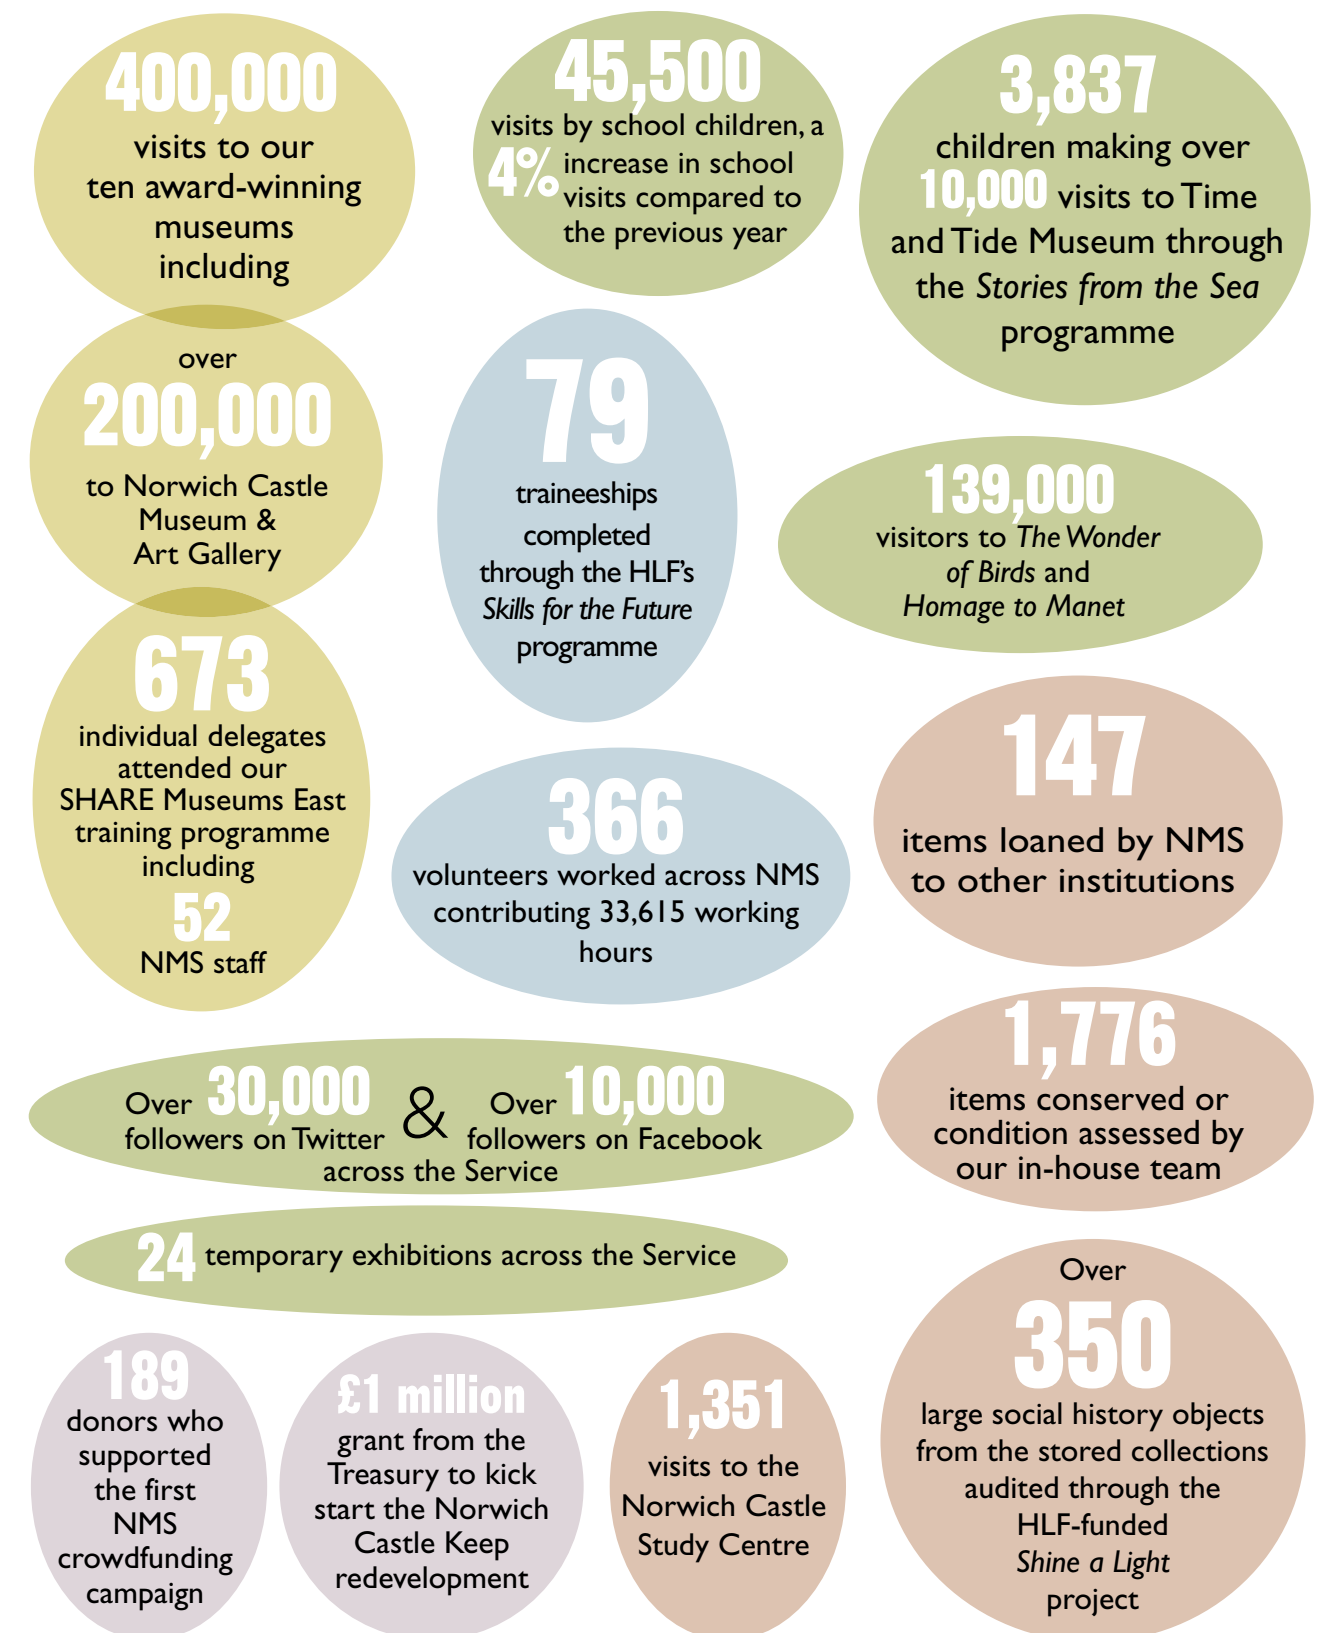 400,000
visits to our
ten award-winning
museums
including
over
200,000
to Norwich Castle
Museum &
Art Gallery
673
individual delegates
attended our
SHARE Museums East
training programme
including
52
NMS staff
45,500
visits by school children, a
4% increase in school
visits compared to
the previous year
79
traineeships
completed
through the HLF’s
Skills for the Future
programme
366
volunteers worked across NMS
contributing 33,615 working
hours
3,837
children making over
10,000 visits to Time
and Tide Museum through
the Stories from the Sea
programme
139,000
visitors to The Wonder
of Birds and
Homage to Manet
147
items loaned by NMS
to other institutions
1,776
items conserved or
condition assessed by
our in-house team
Over 30,000 & Over 10,000
followers on Twitter followers on Facebook
across the Service
24 temporary exhibitions across the Service
189
donors who
supported
the first
NMS
crowdfunding
campaign
£1 million
grant from the
Treasury to kick
start the Norwich
Castle Keep
redevelopment
1,351
visits to the
Norwich Castle
Study Centre
Over
350
large social history objects
from the stored collections
audited through the
HLF-funded
Shine a Light
project